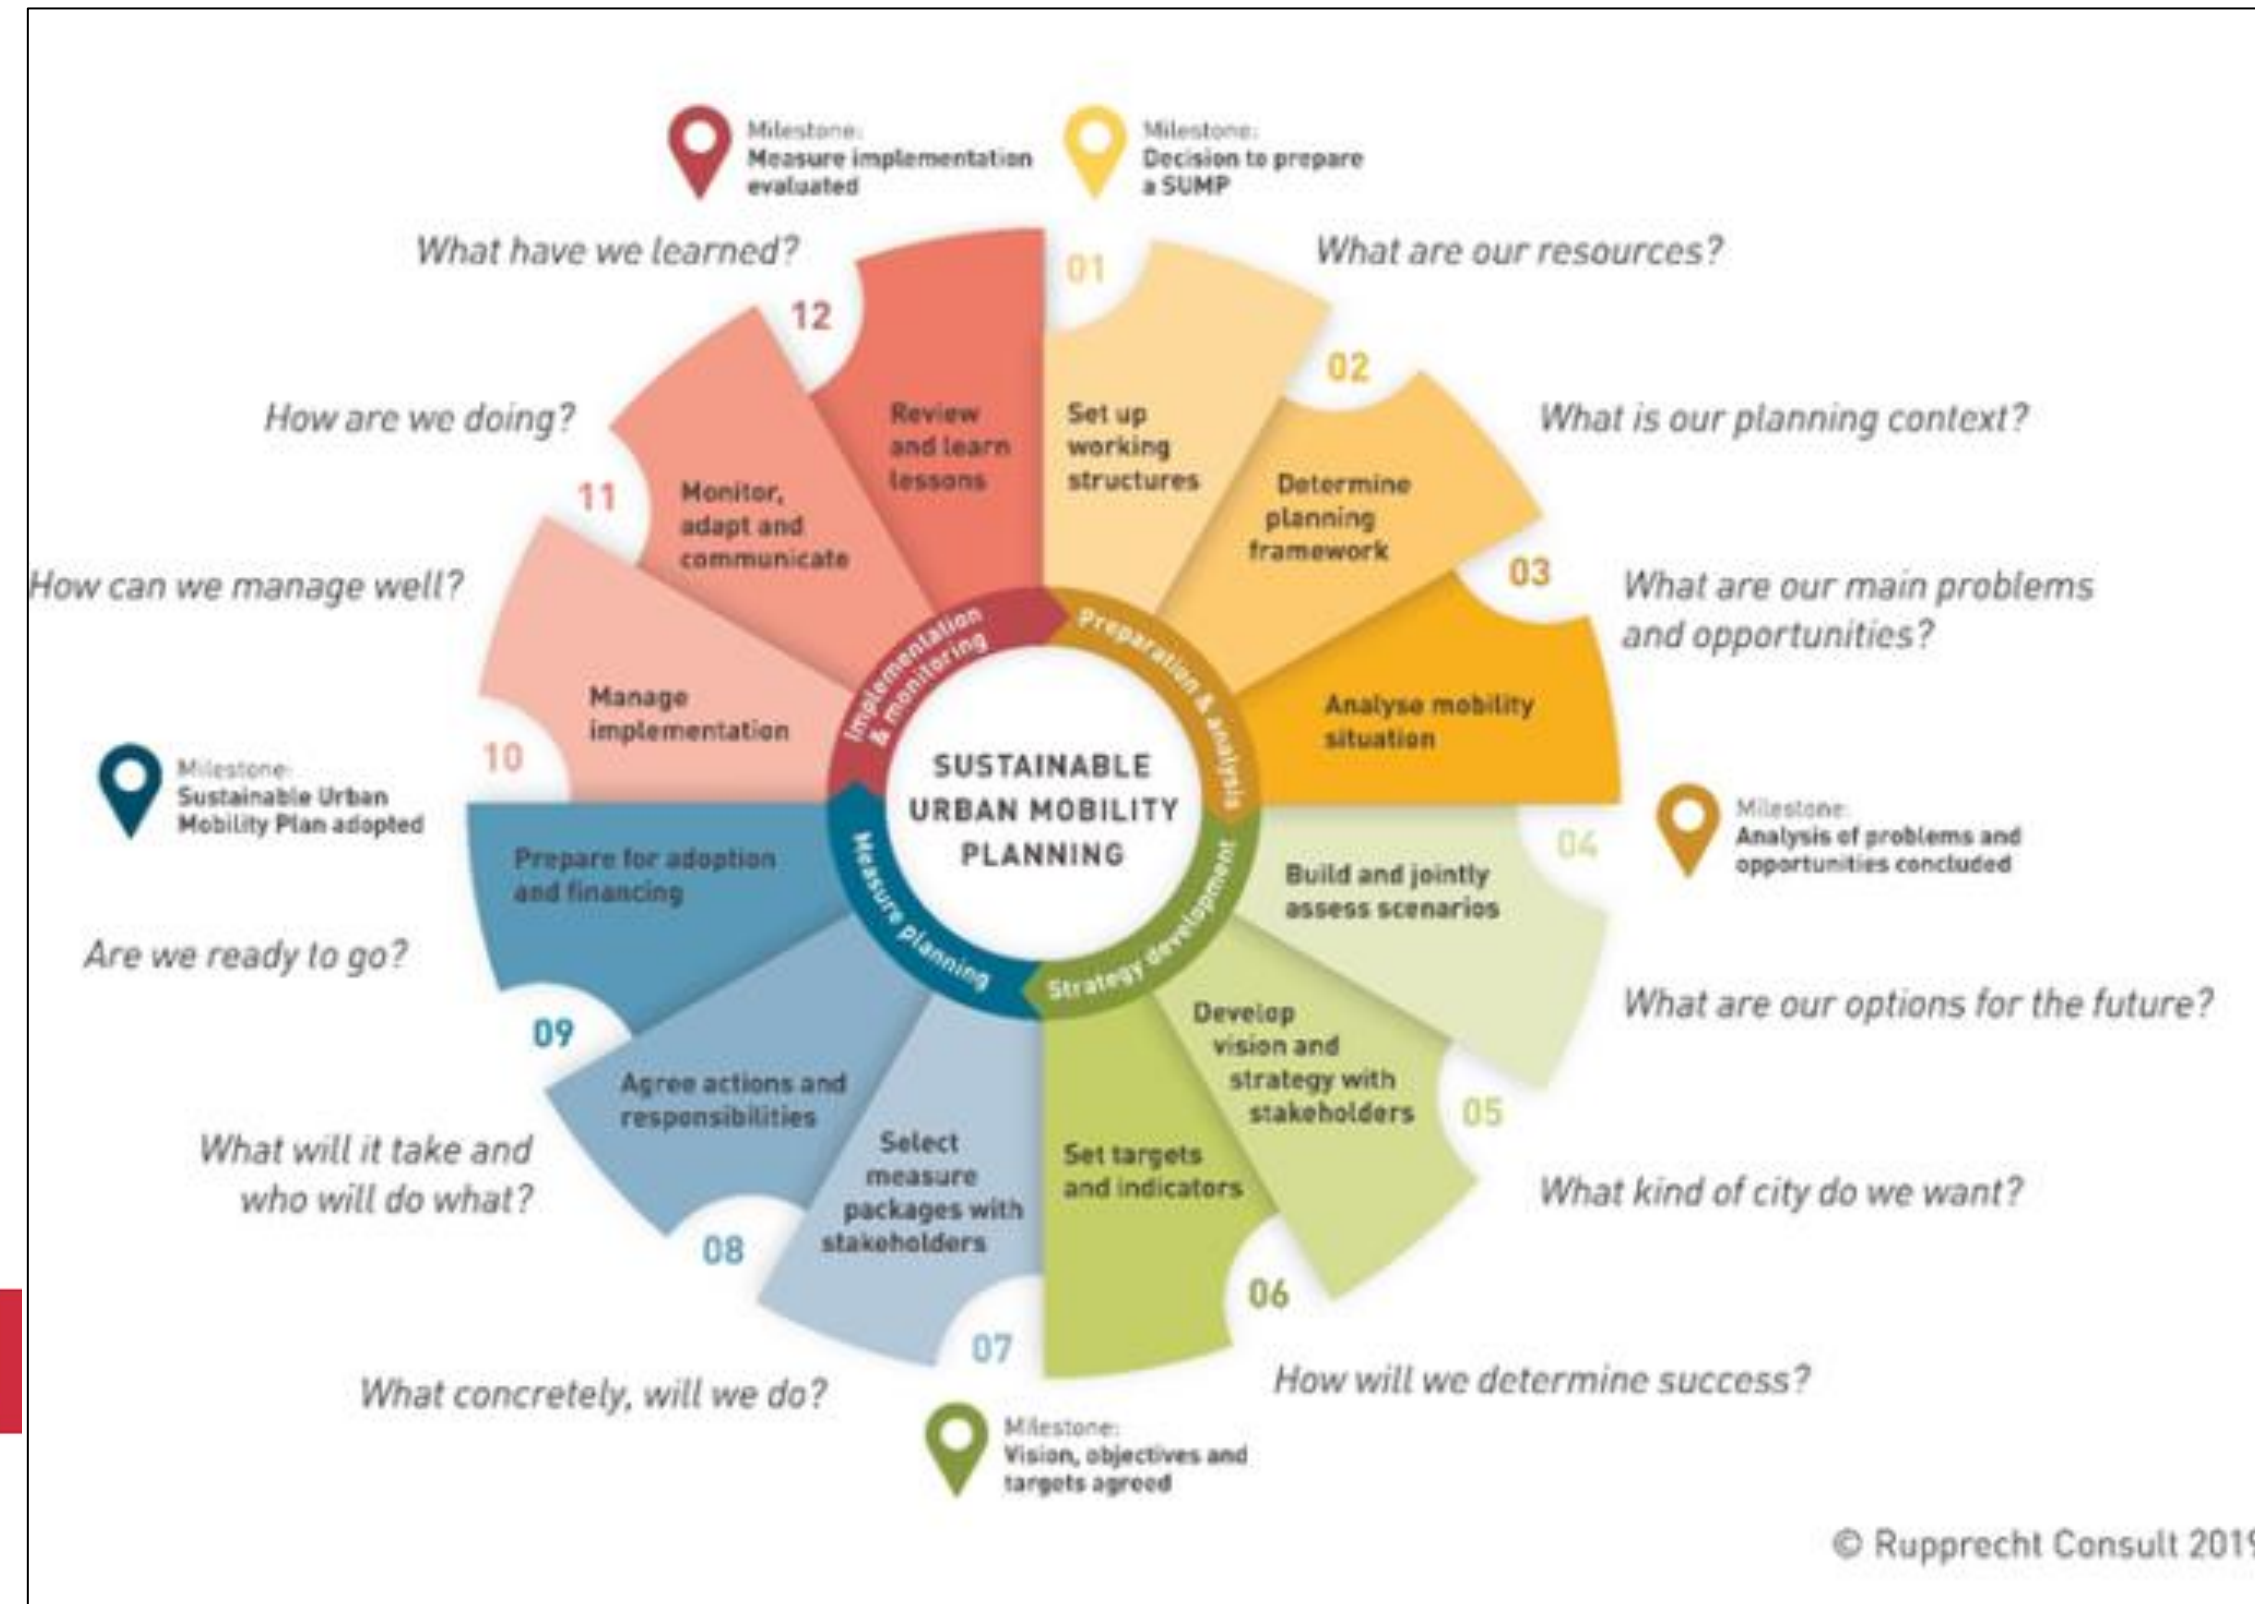 Milestone:
Measure implementation
evaluated
Milestone:
Decision to prepare
a SUMP
What have we learned?
What are our resources?
01
12
02
How are we doing?
What is our planning context?
Review
and learn
lessons
Set up
working
structures
11
Monitor,
adapt and
communicate
Determine
planning
framework
03
How can we manage well?
What are our main problems
and opportunities?
Manage
implementation
Analyse mobility
situation
10
Implementation
& monitoring
Preparation & analysis
SUSTAINABLE
URBAN MOBILITY
PLANNING
Measure planning
Strategy development
Milestone:
Sustainable Urban
Mobility Plan adopted
Milestone:
Analysis of problems and
opportunities concluded
04
Prepare for adoption
and financing
Build and jointly
assess scenarios
Are we ready to go?
What are our options for the future?
09
Develop
vision and
strategy with
stakeholders
05
Agree actions and
responsibilities
What will it take and
who will do what?
Select
measure
packages with
stakeholders
Set targets
and indicators
What kind of city do we want?
08
06
07
What concretely, will we do?
How will we determine success?
Milestone:
Vision, objectives and
targets agreed
© Rupprecht Consult 2019